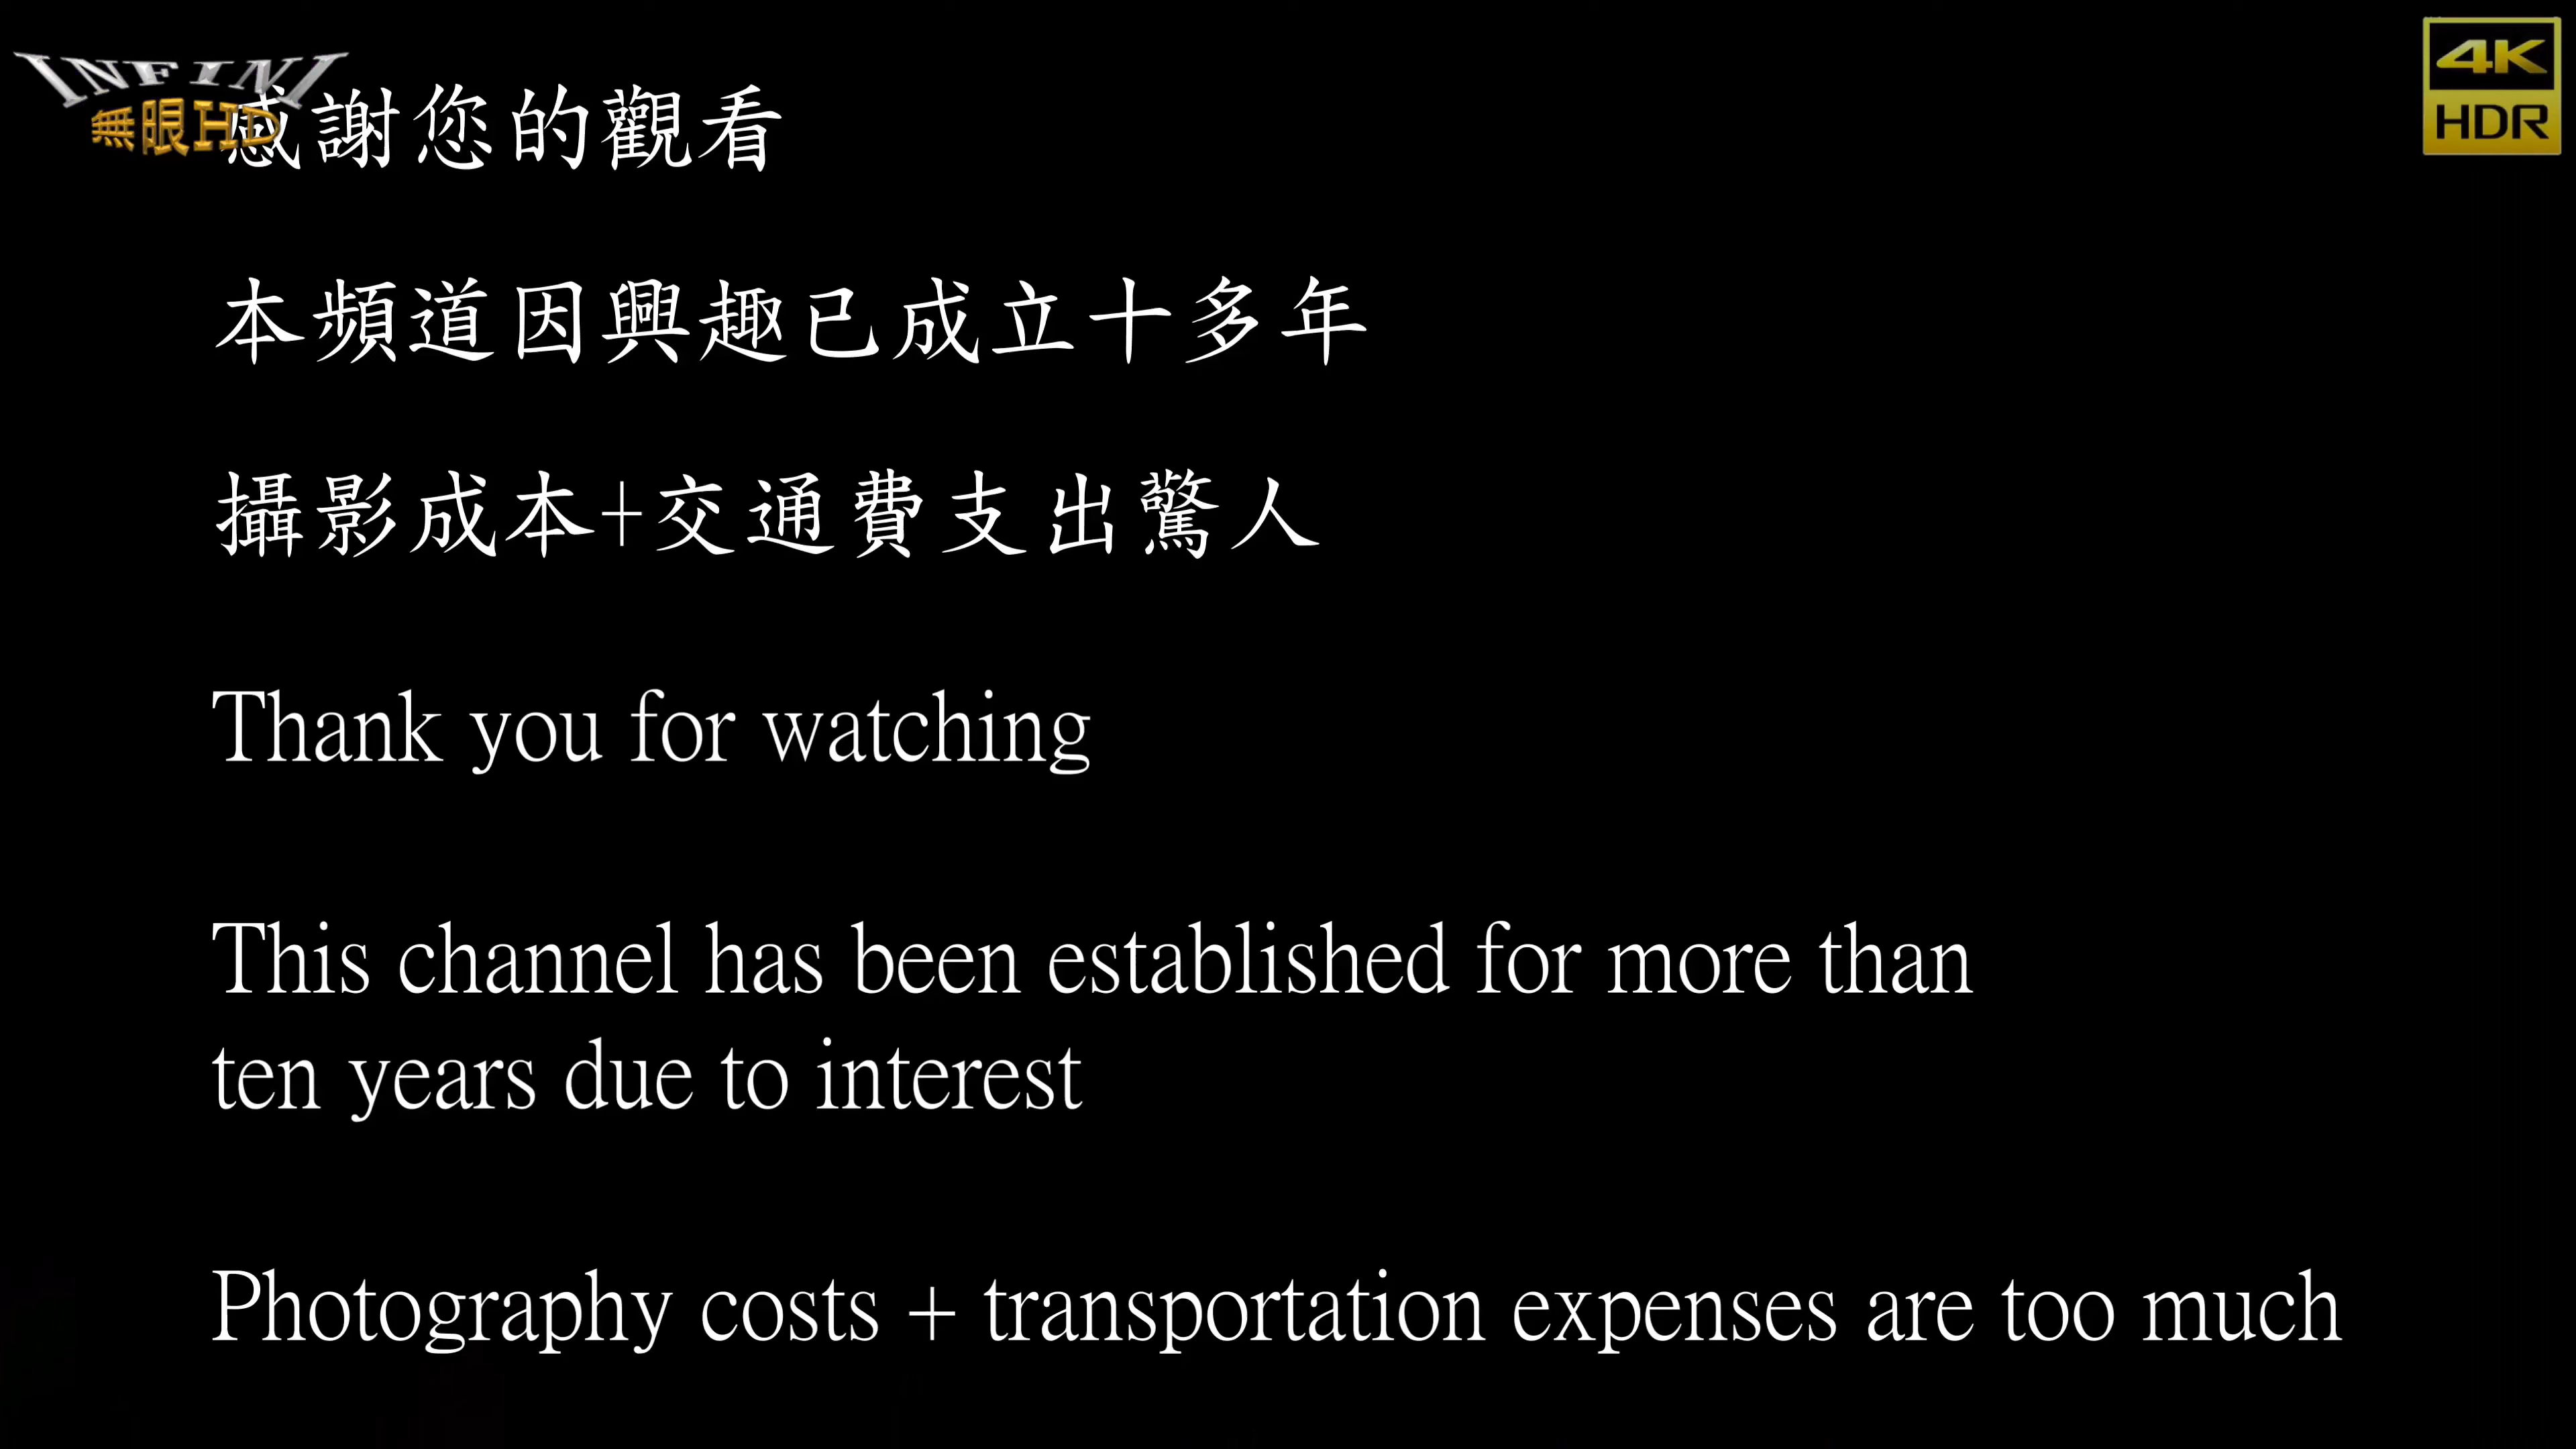 INFINI
無眼HD
4K
HDR
感謝您的觀看
本頻道因興趣已成立十多年
攝影成本+交通費支出驚人
Thank you for watching
This channel has been established for more than
ten years due to interest
Photography costs + transportation expenses are too much